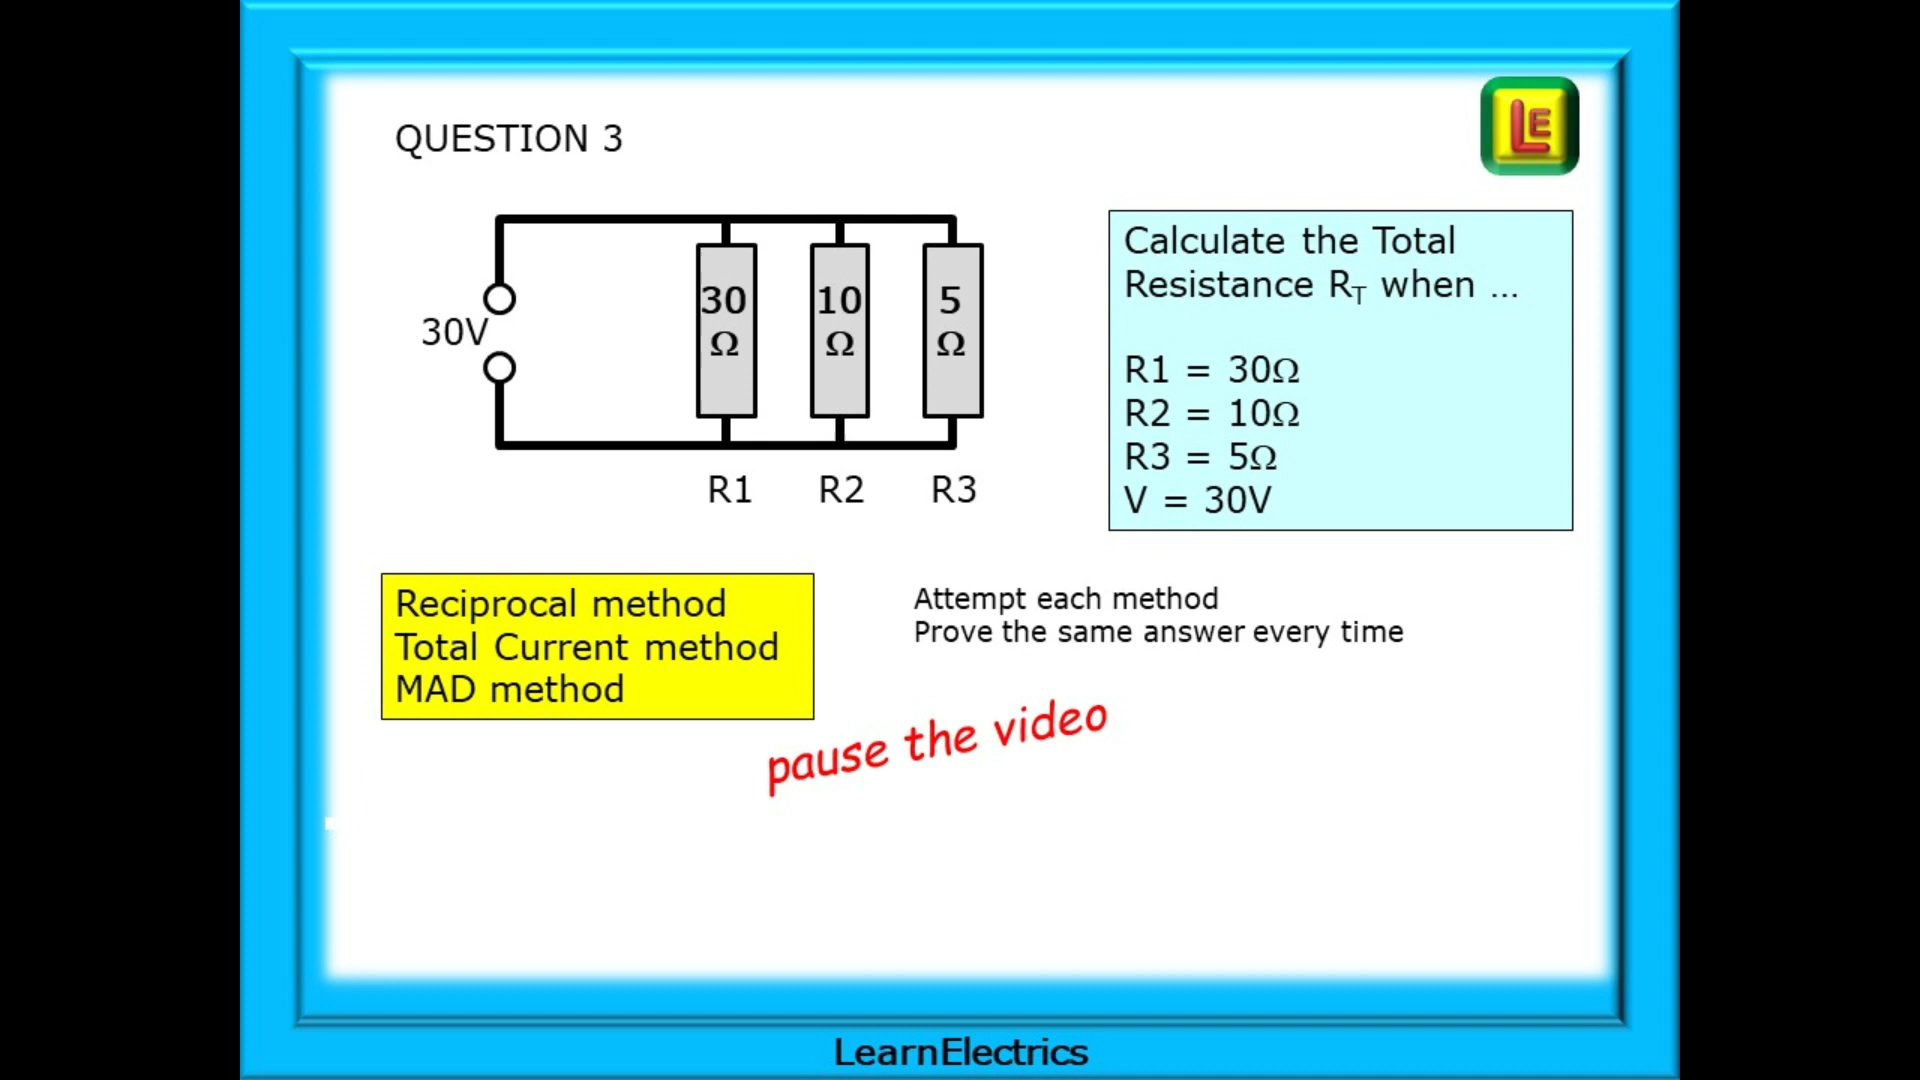 QUESTION 3
LE
30V
30
Ω
10
Ω
5
Ω
R1 R2 R3
Calculate the Total
Resistance RT when ...
R1 = 30Ω
R2 = 10Ω
R3 = 5Ω
V = 30V
Reciprocal method
Total Current method
MAD method
Attempt each method
Prove the same answer every time
pause the video
LearnElectrics